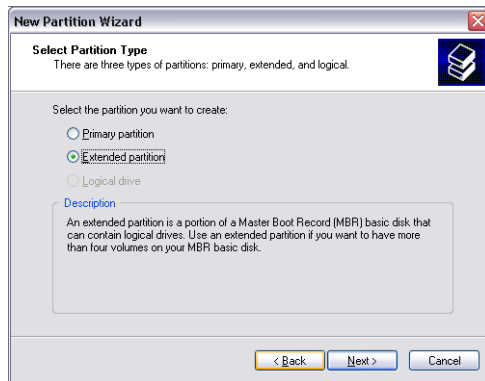 New Partition Wizard
Select Partition Type
There are three types of partitions: primary, extended, and logical.
Select the partition you want to create:
Primary partition
Extended partition
Logical drive
Description
An extended partition is a portion of a Master Boot Record (MBR) basic disk that
can contain logical drives. Use an extended partition if you want to have more
than four volumes on your MBR basic disk.
< Back
Next >
Cancel